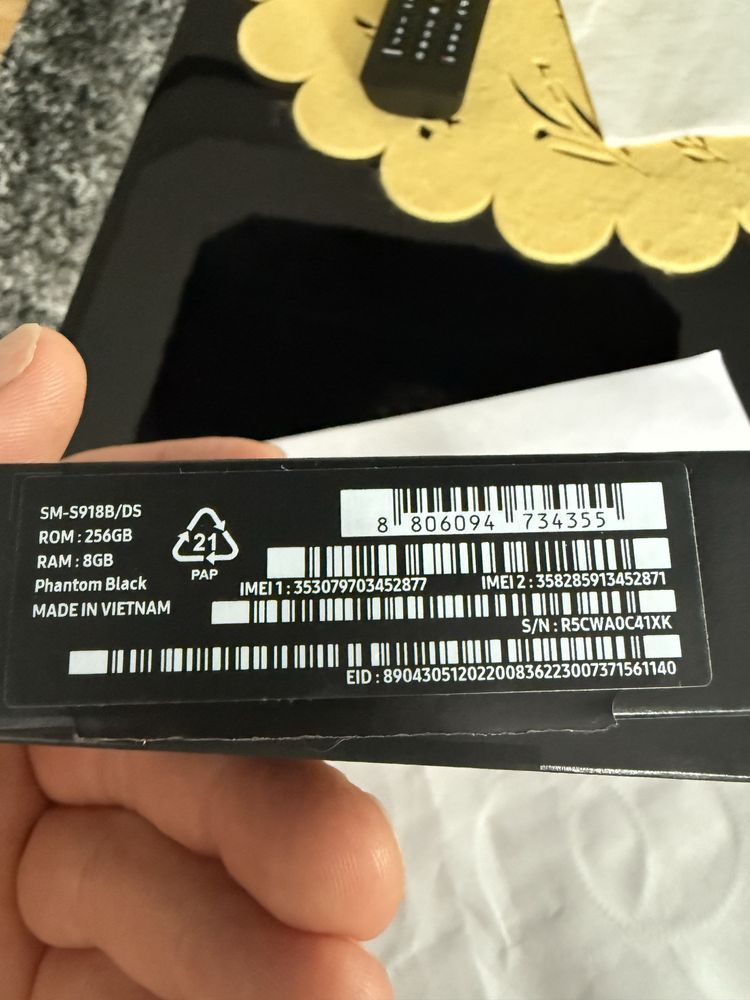 SM-S918B/DS
ROM : 256GB
RAM : 8GB
Phantom Black
MADE IN VIETNAM
21
PAP
8 806094 734355
IMEI 1 : 353079703452877 IMEI 2 : 358285913452871
S/N : R5CWA0C41XK
EID : 89043051202200836223007371561140